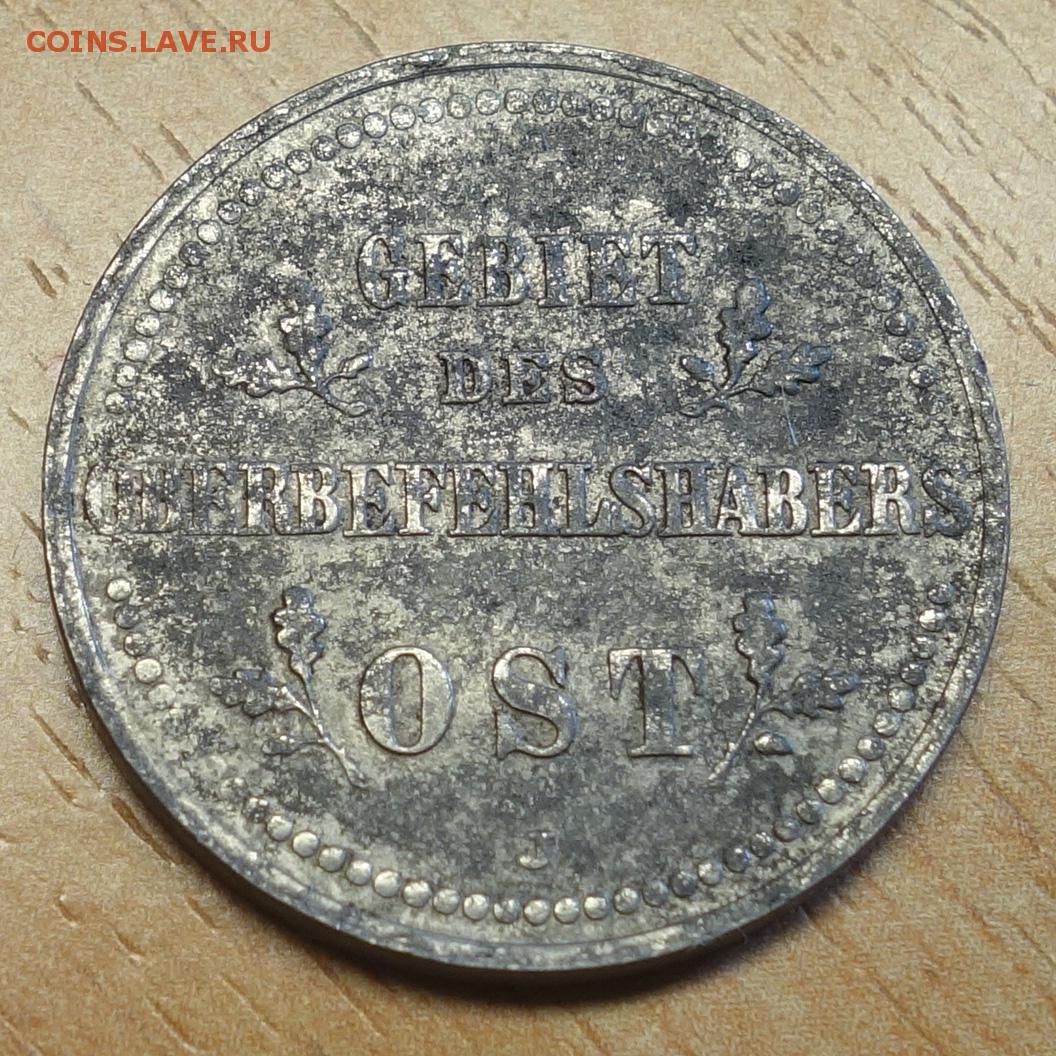 COINS.LAVE.RU
GEBIET
DES
OBERBEFEHLSHABERS
OST
J